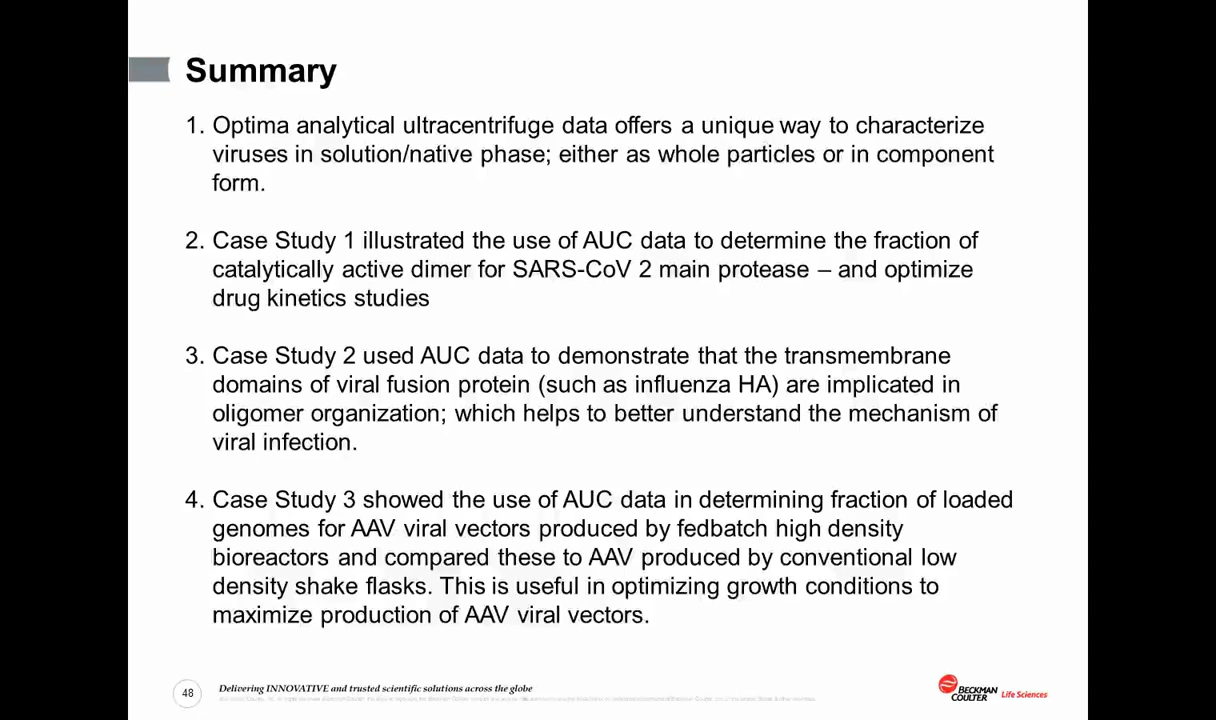 Summary
1. Optima analytical ultracentrifuge data offers a unique way to characterize
viruses in solution/native phase; either as whole particles or in component
form.
2. Case Study 1 illustrated the use of AUC data to determine the fraction of
catalytically active dimer for SARS-CoV 2 main protease – and optimize
drug kinetics studies
3. Case Study 2 used AUC data to demonstrate that the transmembrane
domains of viral fusion protein (such as influenza HA) are implicated in
oligomer organization; which helps to better understand the mechanism of
viral infection.
4. Case Study 3 showed the use of AUC data in determining fraction of loaded
genomes for AAV viral vectors produced by fedbatch high density
bioreactors and compared these to AAV produced by conventional low
density shake flasks. This is useful in optimizing growth conditions to
maximize production of AAV viral vectors.
48
Delivering INNOVATIVE and trusted scientific solutions across the globe
BECKMAN
COULTER Life Sciences